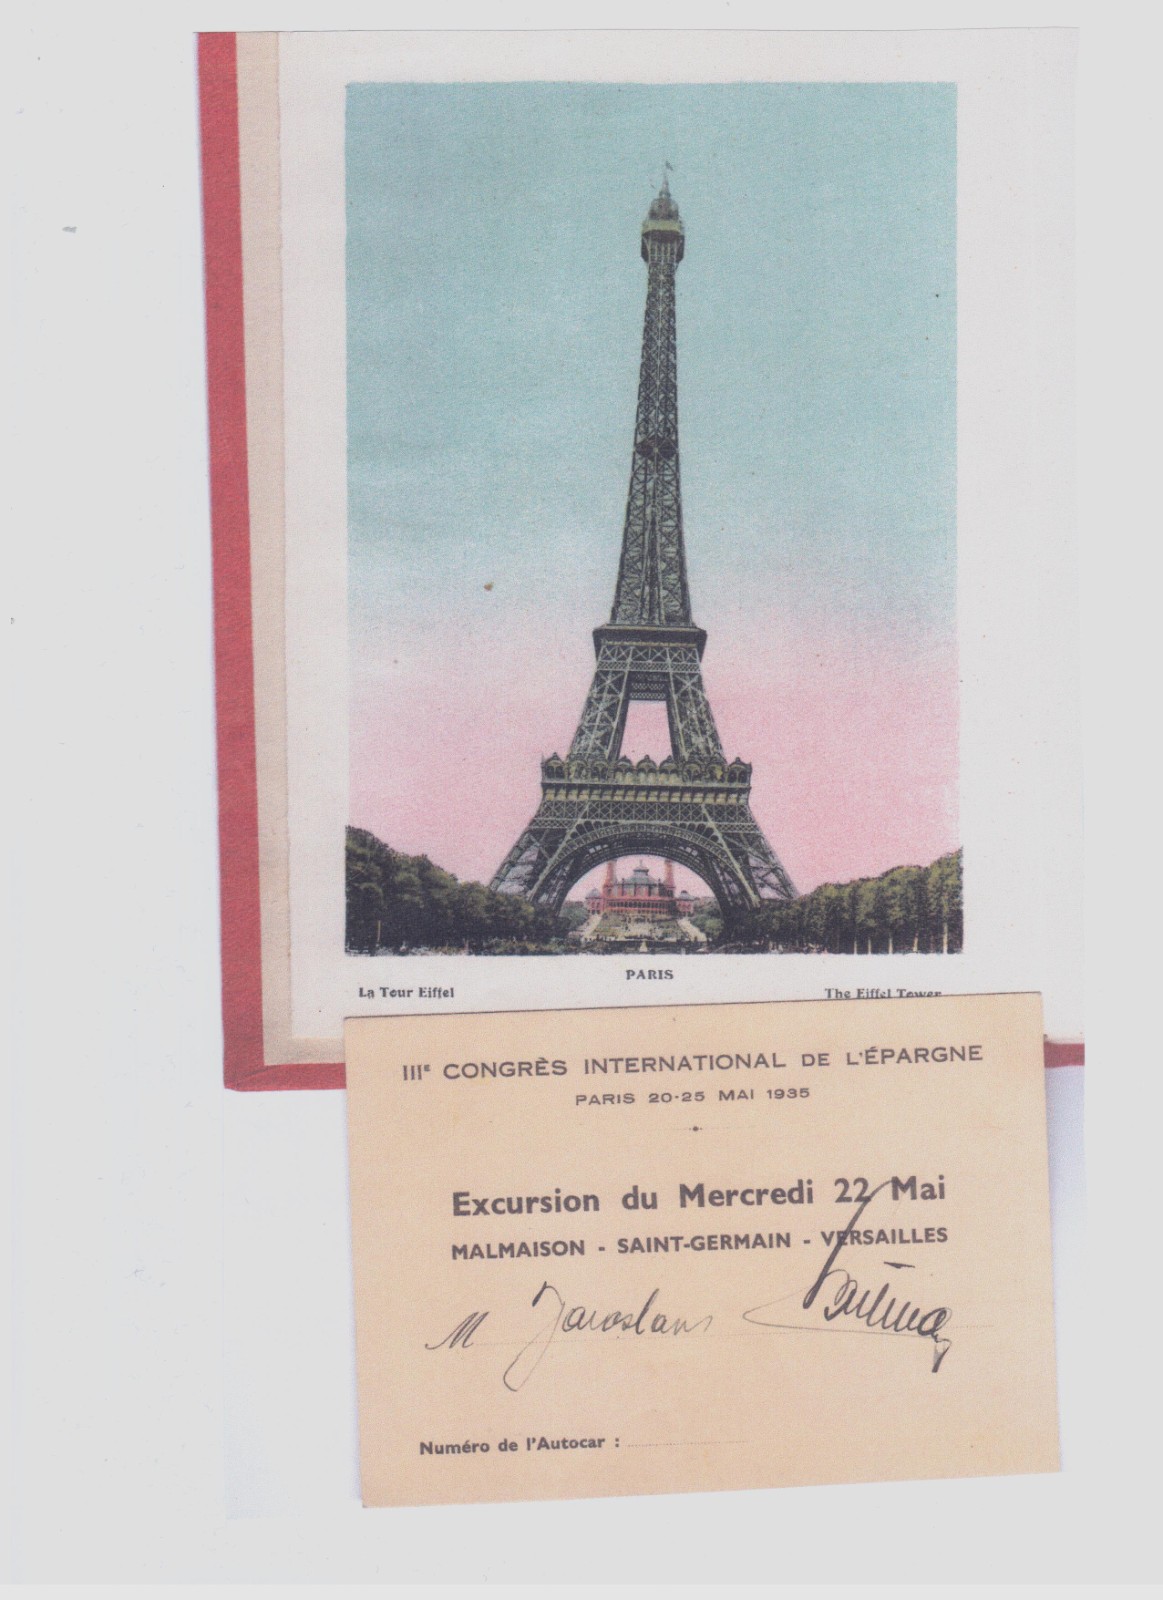 PARIS
La Tour Eiffel The Eiffel Tower
IIIᴱ CONGRÈS INTERNATIONAL DE L'ÉPARGNE
PARIS 20-25 MAI 1935
Excursion du Mercredi 22 Mai
MALMAISON - SAINT-GERMAIN - VERSAILLES
M Jaroslav
Numéro de l'Autocar :